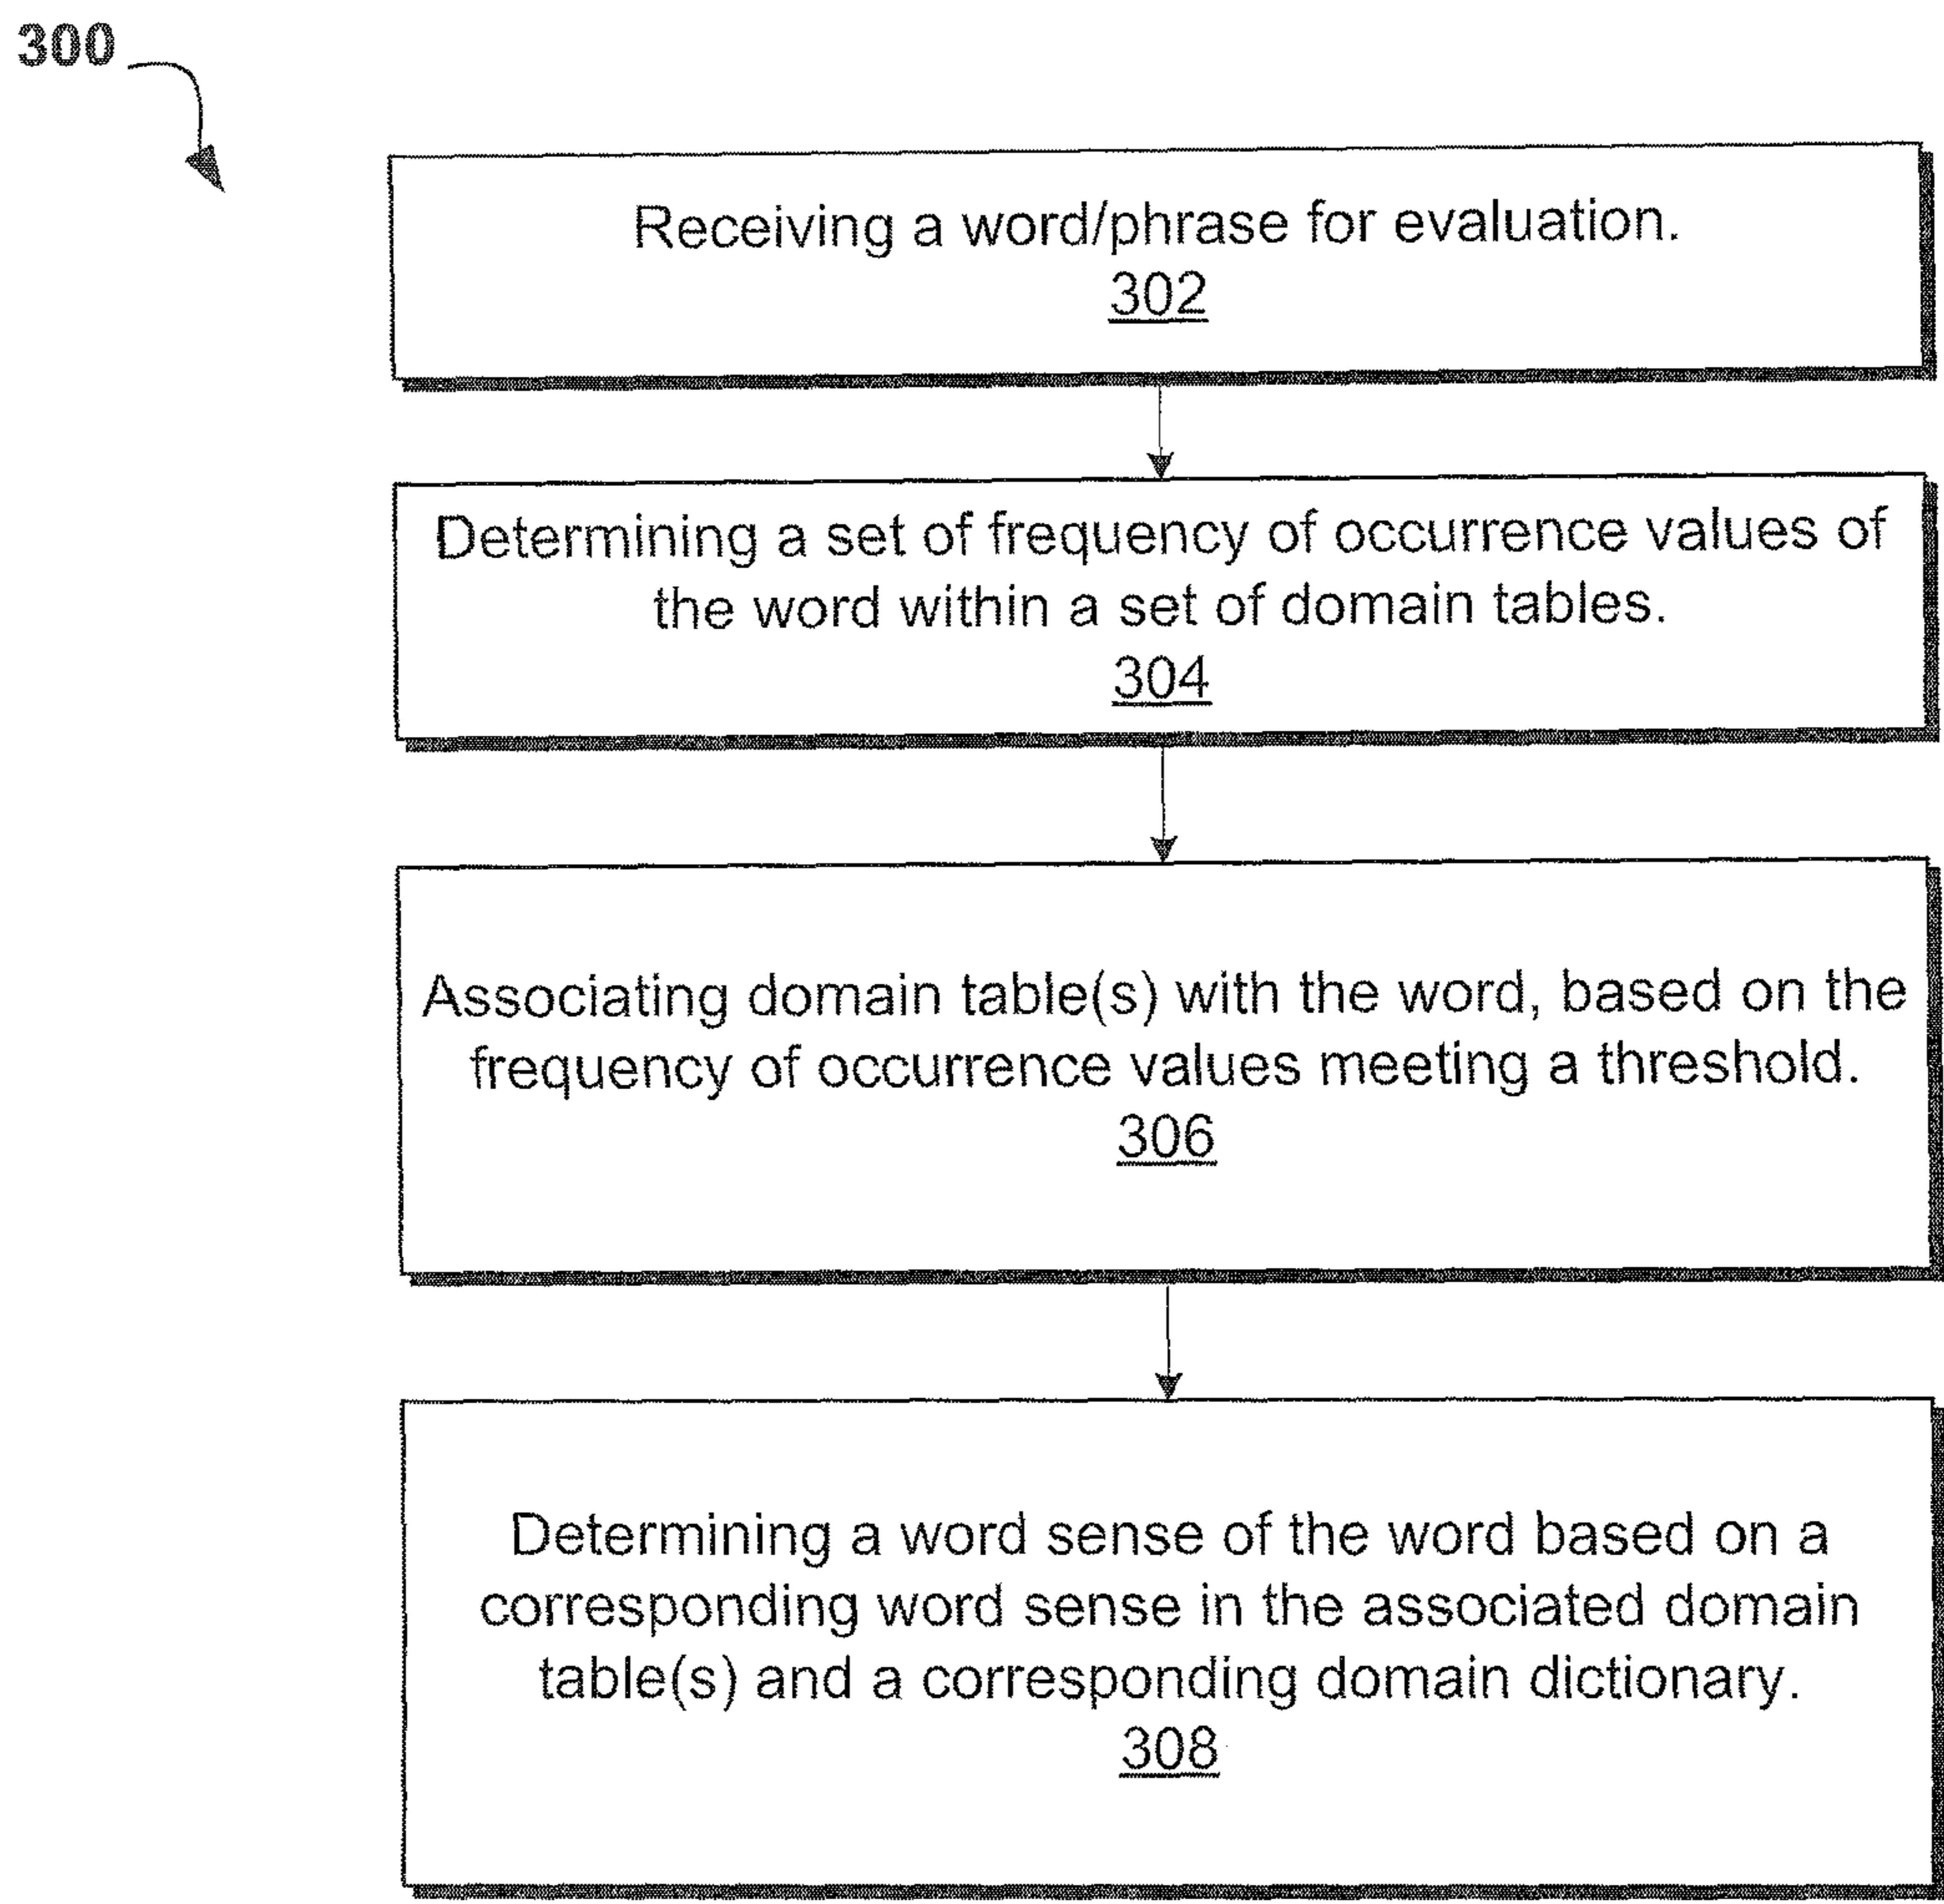 300
Receiving a word/phrase for evaluation.
302
Determining a set of frequency of occurrence values of
the word within a set of domain tables.
304
Associating domain table(s) with the word, based on the
frequency of occurrence values meeting a threshold.
306
Determining a word sense of the word based on a
corresponding word sense in the associated domain
table(s) and a corresponding domain dictionary.
308